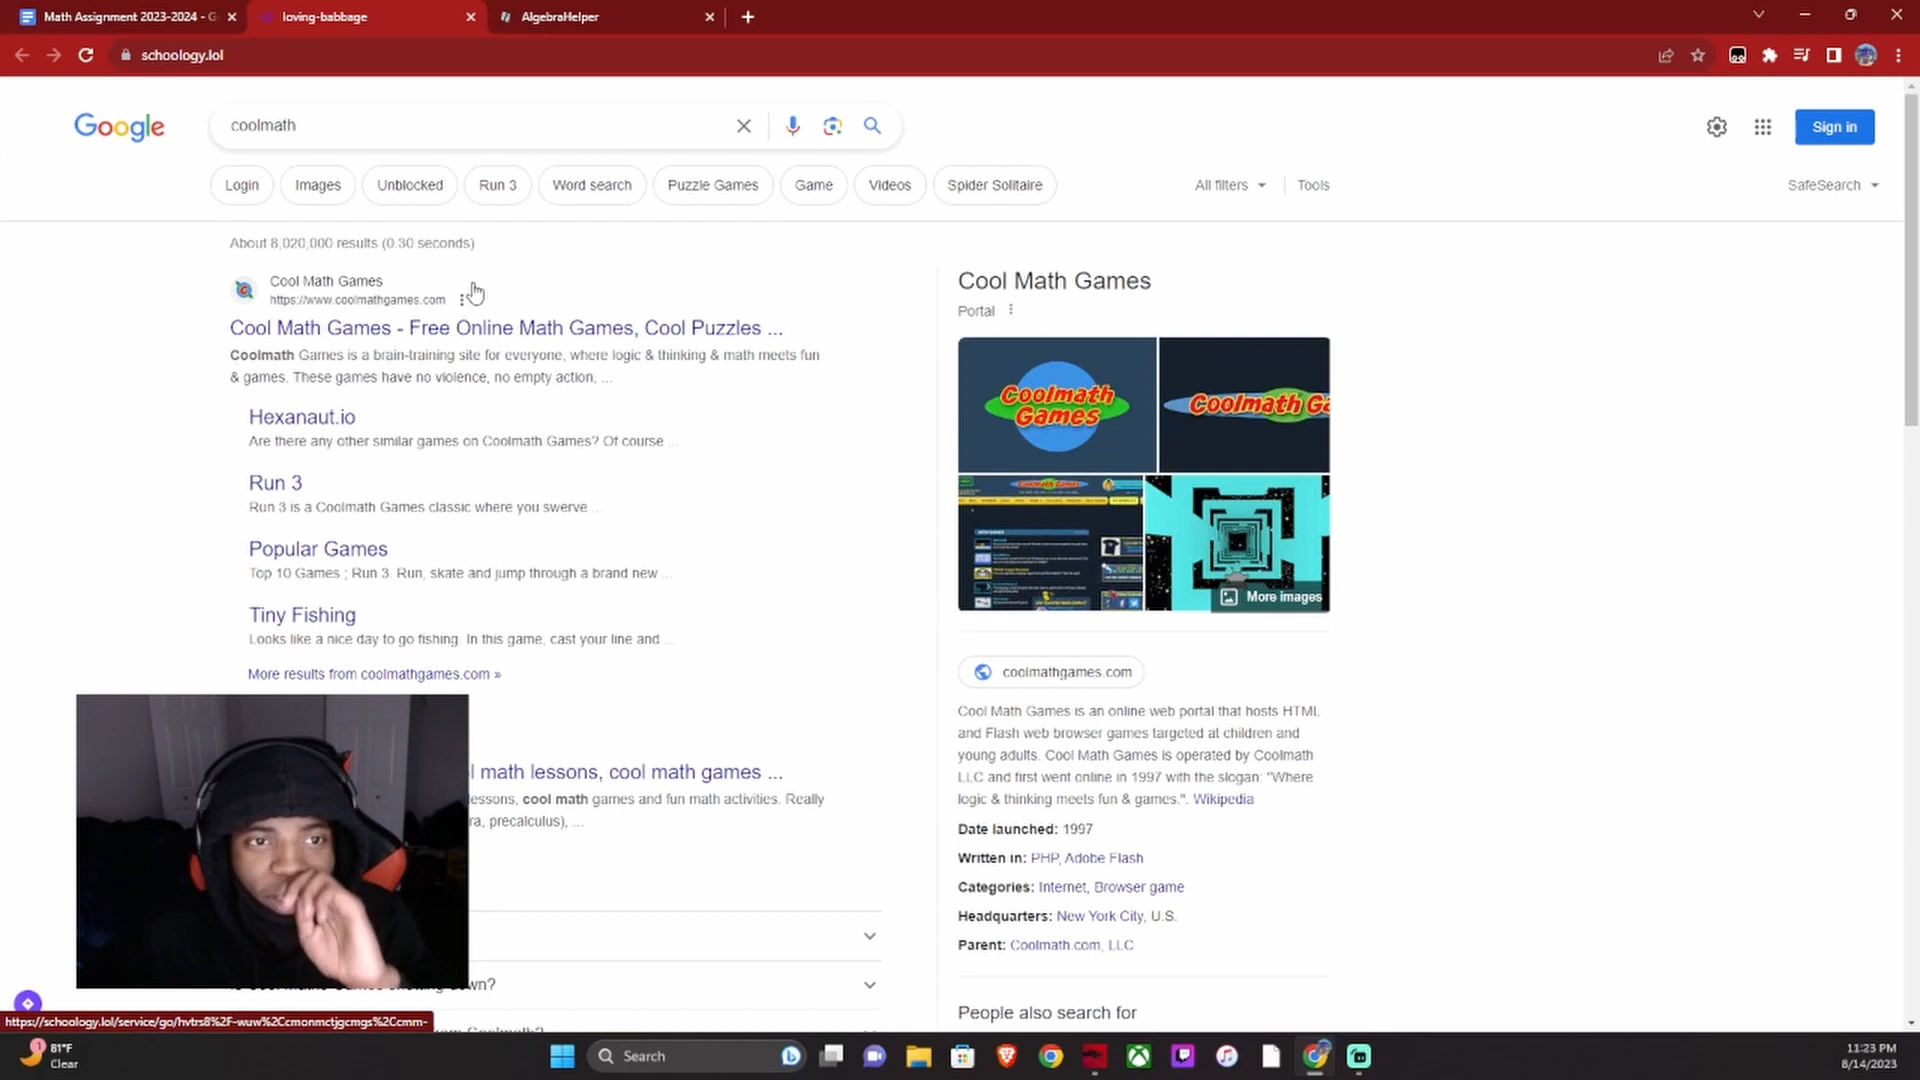 Math Assignment 2023-2024 - G
loving-babbage
AlgebraHelper
schoology.lol
Google
coolmath
Sign in
Login
Images
Unblocked
Run 3
Word search
Puzzle Games
Game
Videos
Spider Solitaire
All filters
Tools
SafeSearch
About 8,020,000 results (0.30 seconds)
Cool Math Games
https://www.coolmathgames.com
Cool Math Games - Free Online Math Games, Cool Puzzles ...
Coolmath Games is a brain-training site for everyone, where logic & thinking & math meets fun
& games. These games have no violence, no empty action, ...
Hexanaut.io
Are there any other similar games on Coolmath Games? Of course ...
Run 3
Run 3 is a Coolmath Games classic where you swerve ...
Popular Games
Top 10 Games ; Run 3. Run, skate and jump through a brand new ...
Tiny Fishing
Looks like a nice day to go fishing. In this game, cast your line and ...
More results from coolmathgames.com »
l math lessons, cool math games ...
essons, cool math games and fun math activities. Really
ra, precalculus), ...
Cool Math Games
Portal
Coolmath
Games
Coolmath Ga
Coolmath Games
More images
coolmathgames.com
Cool Math Games is an online web portal that hosts HTML
and Flash web browser games targeted at children and
young adults. Cool Math Games is operated by Coolmath
LLC and first went online in 1997 with the slogan: "Where
logic & thinking meets fun & games.". Wikipedia
Date launched: 1997
Written in: PHP, Adobe Flash
Categories: Internet, Browser game
Headquarters: New York City, U.S.
Parent: Coolmath.com, LLC
People also search for
https://schoology.lol/service/go/hvtrs8%2F-wuw%2Ccmonmctjgcmgs%2Ccmm-
1
81°F
Clear
Search
11:23 PM
8/14/2023